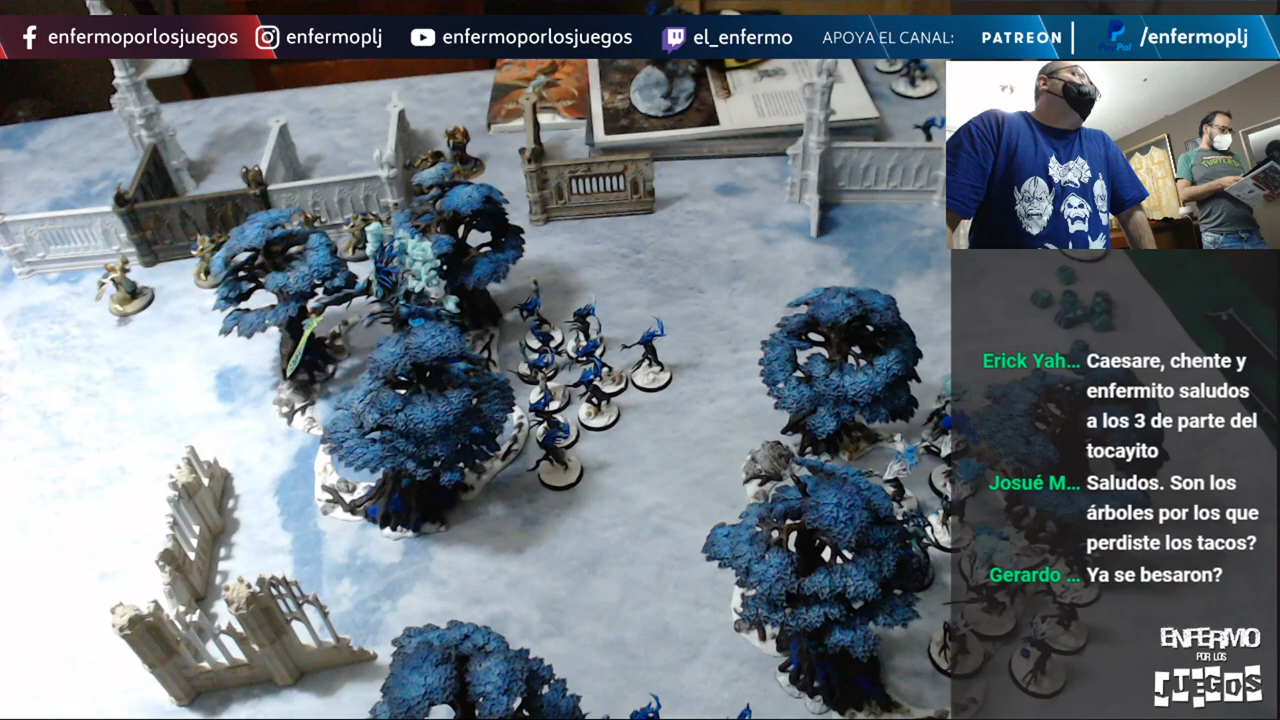 enfermoporlosjuegos enfermoplj enfermoporlosjuegos el_enfermo APOYA EL CANAL: PATREON PayPal /enfermoplj
TURTLES
Erick Yah... Caesare, chente y
enfermito saludos
a los 3 de parte del
tocayito
Josué M... Saludos. Son los
árboles por los que
perdiste los tacos?
Gerardo ... Ya se besaron?
ENFERMO
POR LOS
JUEGOS